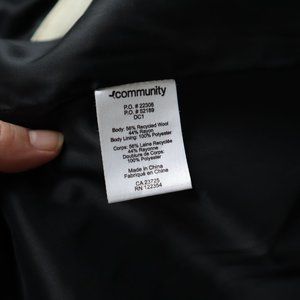 community
P.O. # 22308
P.O. # 52189
DC1
Body: 56% Recycled Wool
44% Rayon
Body Lining: 100% Polyester
Corps: 56% Laine Recyclée
44% Rayonne
Doublure de Corps:
100% Polyester
Made in China
Fabriqué en China
CA 23725
RN 122354